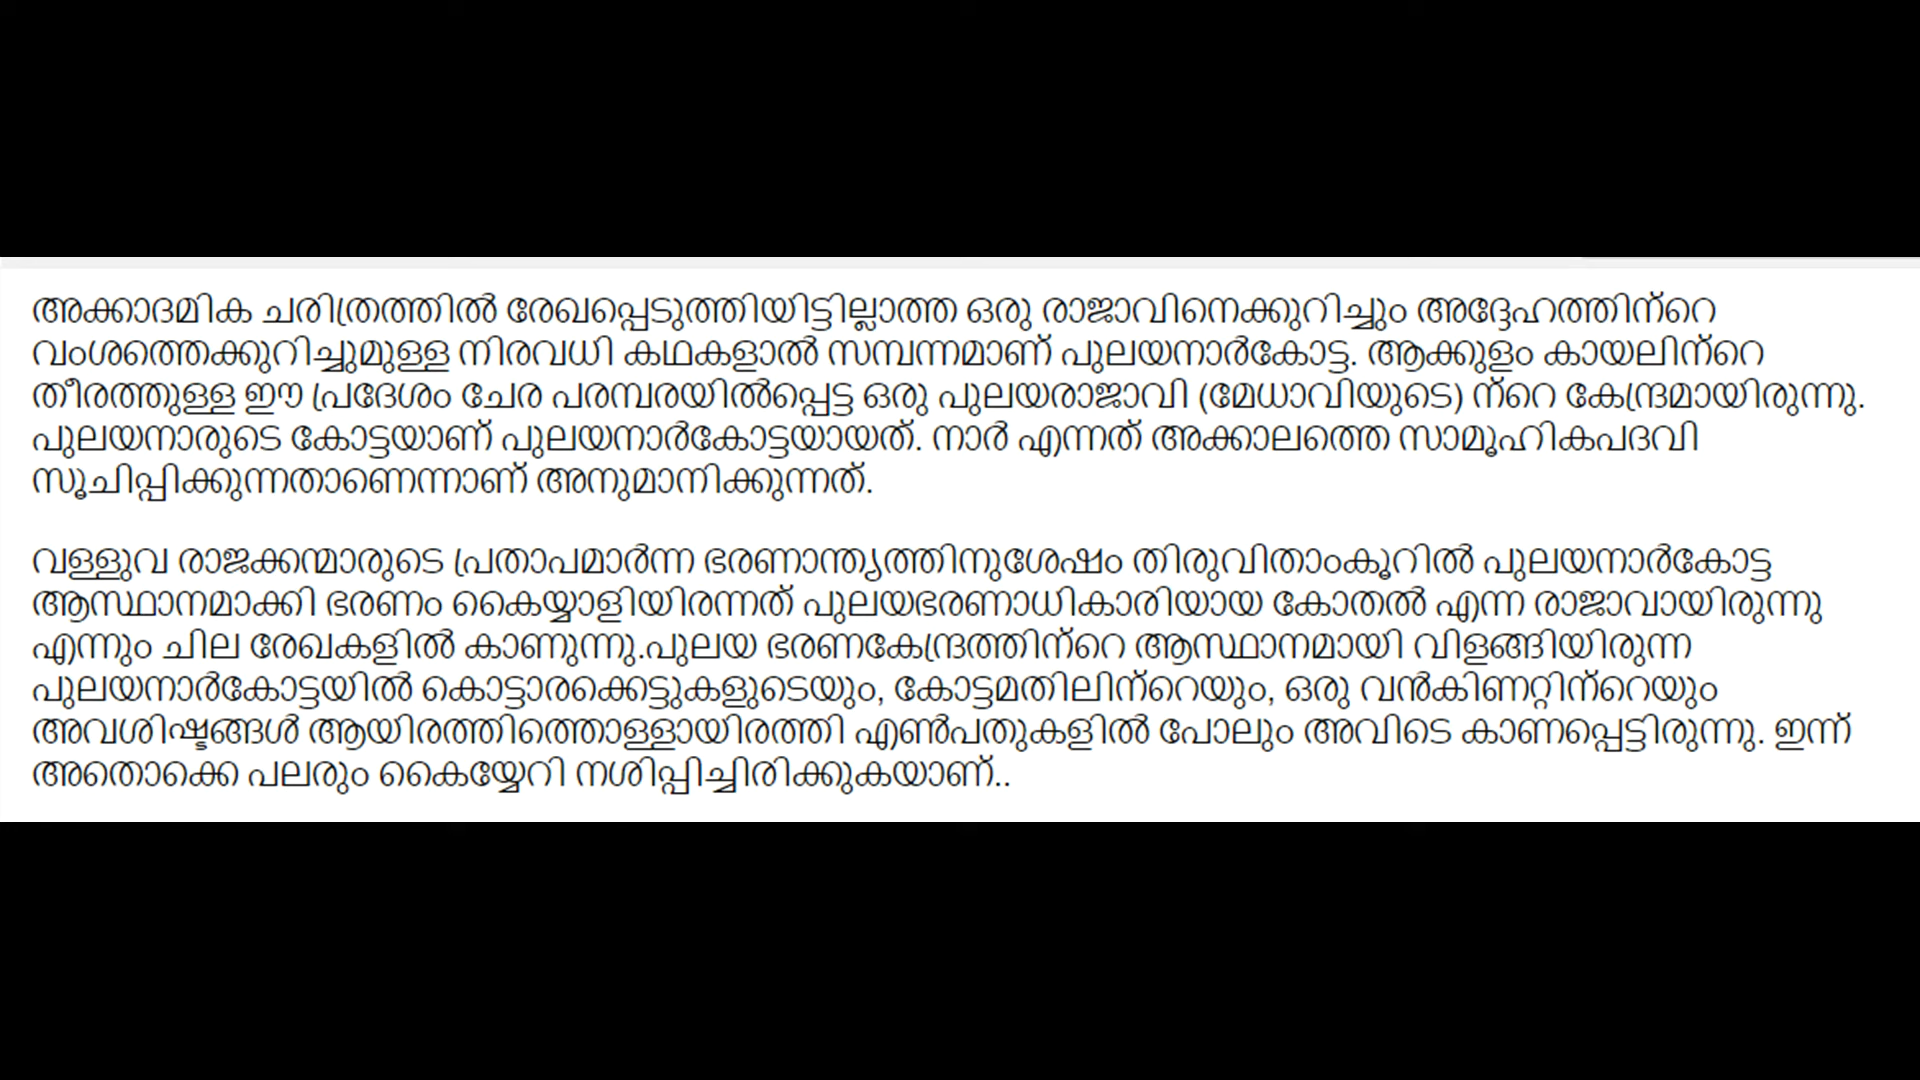 അക്കാദമിക ചരിത്രത്തിൽ രേഖപ്പെടുത്തിയിട്ടില്ലാത്ത ഒരു രാജാവിനെക്കുറിച്ചും അദ്ദേഹത്തിന്റെ
വംശത്തെക്കുറിച്ചുമുള്ള നിരവധി കഥകളാൽ സമ്പന്നമാണ് പുലയനാർകോട്ട. ആക്കുളം കായലിന്റെ
തീരത്തുള്ള ഈ പ്രദേശം ചേര പരമ്പരയിൽപ്പെട്ട ഒരു പുലയരാജാവി (മേധാവിയുടെ) ന്റെ കേന്ദ്രമായിരുന്നു.
പുലയനാരുടെ കോട്ടയാണ് പുലയനാർകോട്ടയായത്. നാർ എന്നത് അക്കാലത്തെ സാമൂഹികപദവി
സൂചിപ്പിക്കുന്നതാണെന്നാണ് അനുമാനിക്കുന്നത്.
വള്ളുവ രാജക്കന്മാരുടെ പ്രതാപമാർന്ന ഭരണാന്ത്യത്തിനുശേഷം തിരുവിതാംകൂറിൽ പുലയനാർകോട്ട
ആസ്ഥാനമാക്കി ഭരണം കൈയ്യാളിയിരന്നത് പുലയഭരണാധികാരിയായ കോതൽ എന്ന രാജാവായിരുന്നു
എന്നും ചില രേഖകളിൽ കാണുന്നു.പുലയ ഭരണകേന്ദ്രത്തിന്റെ ആസ്ഥാനമായി വിളങ്ങിയിരുന്ന
പുലയനാർകോട്ടയിൽ കൊട്ടാരക്കെട്ടുകളുടെയും, കോട്ടമതിലിന്റെയും, ഒരു വൻകിണറ്റിന്റെയും
അവശിഷ്ടങ്ങൾ ആയിരത്തിത്തൊള്ളായിരത്തി എൺപതുകളിൽ പോലും അവിടെ കാണപ്പെട്ടിരുന്നു. ഇന്ന്
അതൊക്കെ പലരും കൈയ്യേറി നശിപ്പിച്ചിരിക്കുകയാണ്..